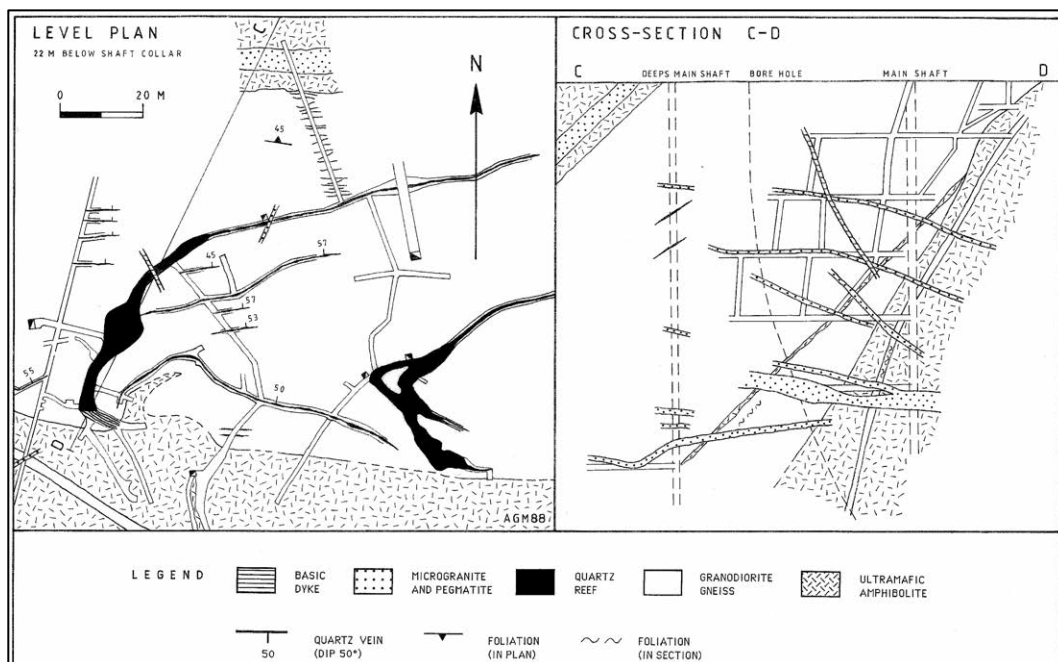 LEVEL PLAN
22 M BELOW SHAFT COLLAR
0 20 M
C
N
45
57
45
57
53
55
50
D
AGM88
CROSS-SECTION C-D
C DEEPS MAIN SHAFT BORE HOLE MAIN SHAFT D
LEGEND
BASIC
DYKE
MICROGRANITE
AND PEGMATITE
QUARTZ
REEF
GRANODIORITE
GNEISS
ULTRAMAFIC
AMPHIBOLITE
50
QUARTZ VEIN
(DIP 50°)
FOLIATION
(IN PLAN)
FOLIATION
(IN SECTION)